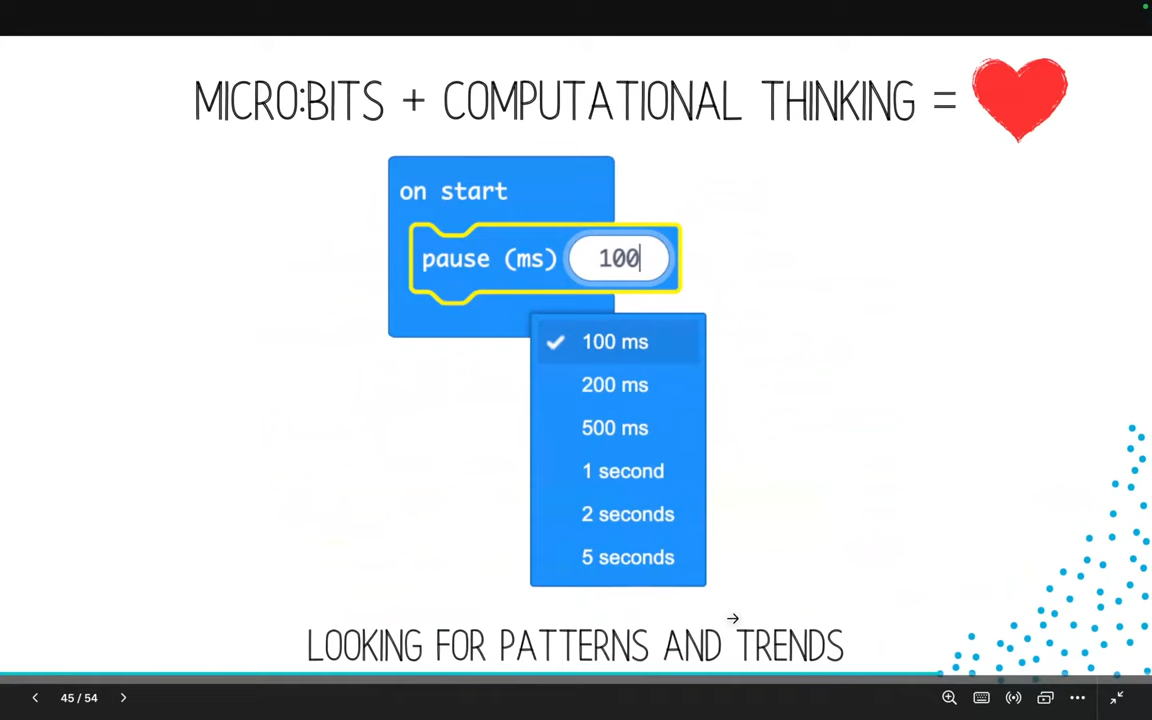 MICRO:BITS + COMPUTATIONAL THINKING =
on start
pause (ms) 100
100 ms
200 ms
500 ms
1 second
2 seconds
5 seconds
LOOKING FOR PATTERNS AND TRENDS
45 / 54